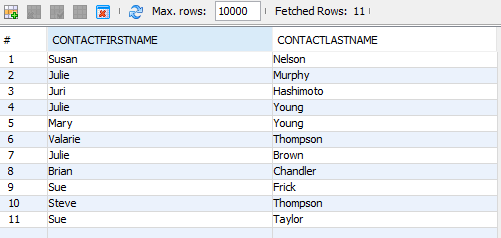 Max. rows: 10000 Fetched Rows: 11
# CONTACTFIRSTNAME CONTACTLASTNAME
1 Susan Nelson
2 Julie Murphy
3 Juri Hashimoto
4 Julie Young
5 Mary Young
6 Valarie Thompson
7 Julie Brown
8 Brian Chandler
9 Sue Frick
10 Steve Thompson
11 Sue Taylor